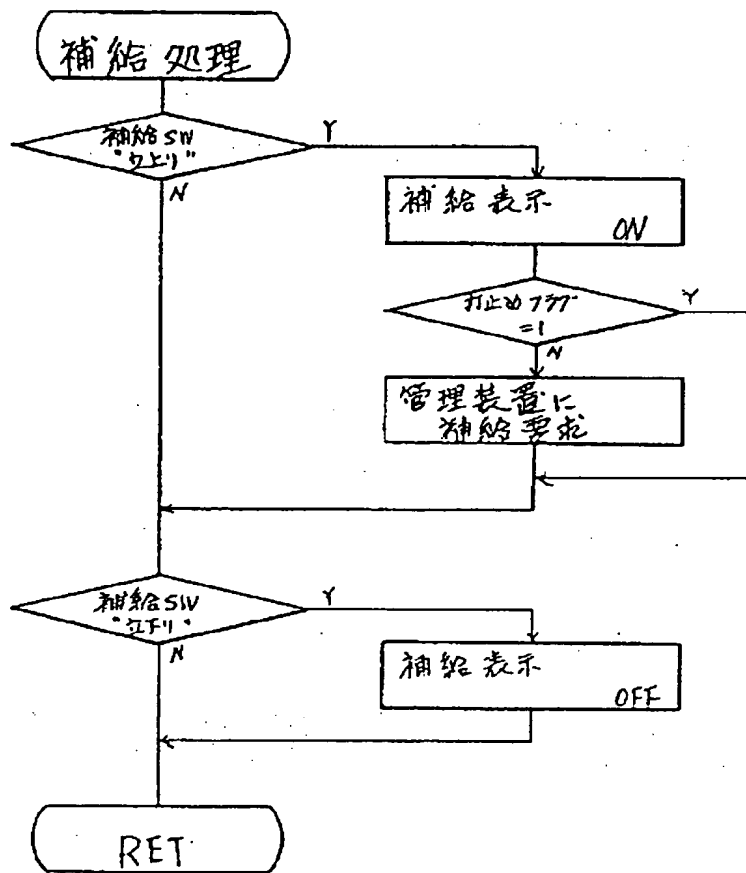 補給処理
補給SW
"立上り"
Y
N
補給表示
ON
打止めフラグ
=1
Y
N
管理装置に
補給要求
補給SW
"立下り"
Y
N
補給表示
OFF
RET